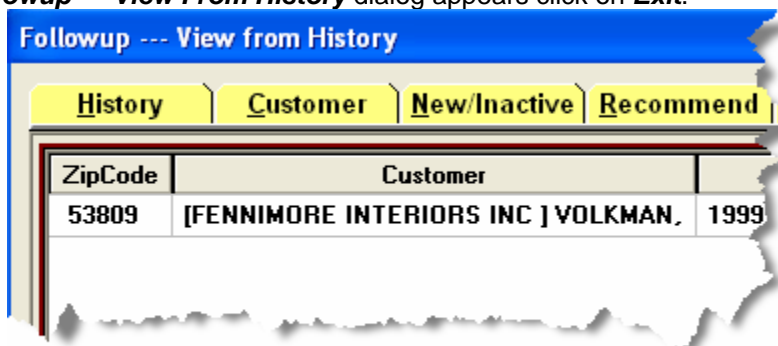 owup --- View From History dialog appears click on Exit.
Followup --- View from History
History Customer New/Inactive Recommend
ZipCode Customer
53809 [FENNIMORE INTERIORS INC ] VOLKMAN, 1999